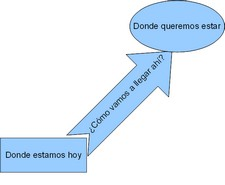 Donde queremos estar
¿Cómo vamos a llegar ahí?
Donde estamos hoy